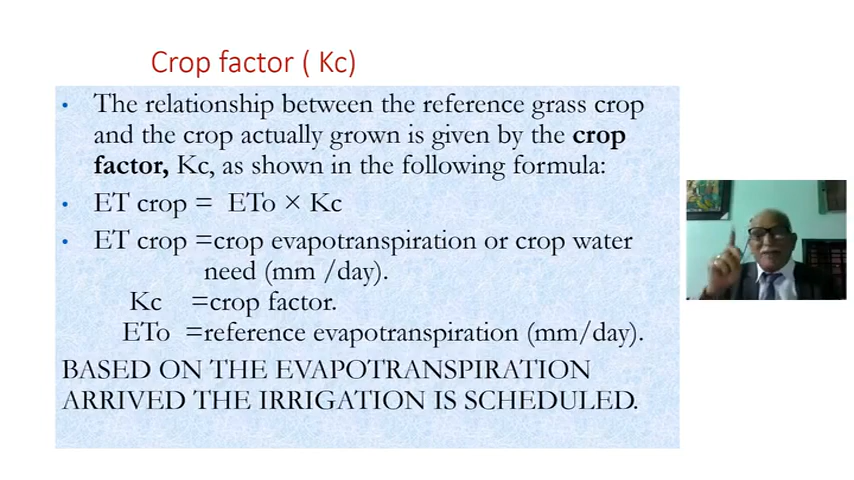 Crop factor ( Kc)
• The relationship between the reference grass crop
and the crop actually grown is given by the crop
factor, Kc, as shown in the following formula:
• ET crop = ETo × Kc
• ET crop =crop evapotranspiration or crop water
need (mm /day).
Kc =crop factor.
ETo =reference evapotranspiration (mm/day).
BASED ON THE EVAPOTRANSPIRATION
ARRIVED THE IRRIGATION IS SCHEDULED.